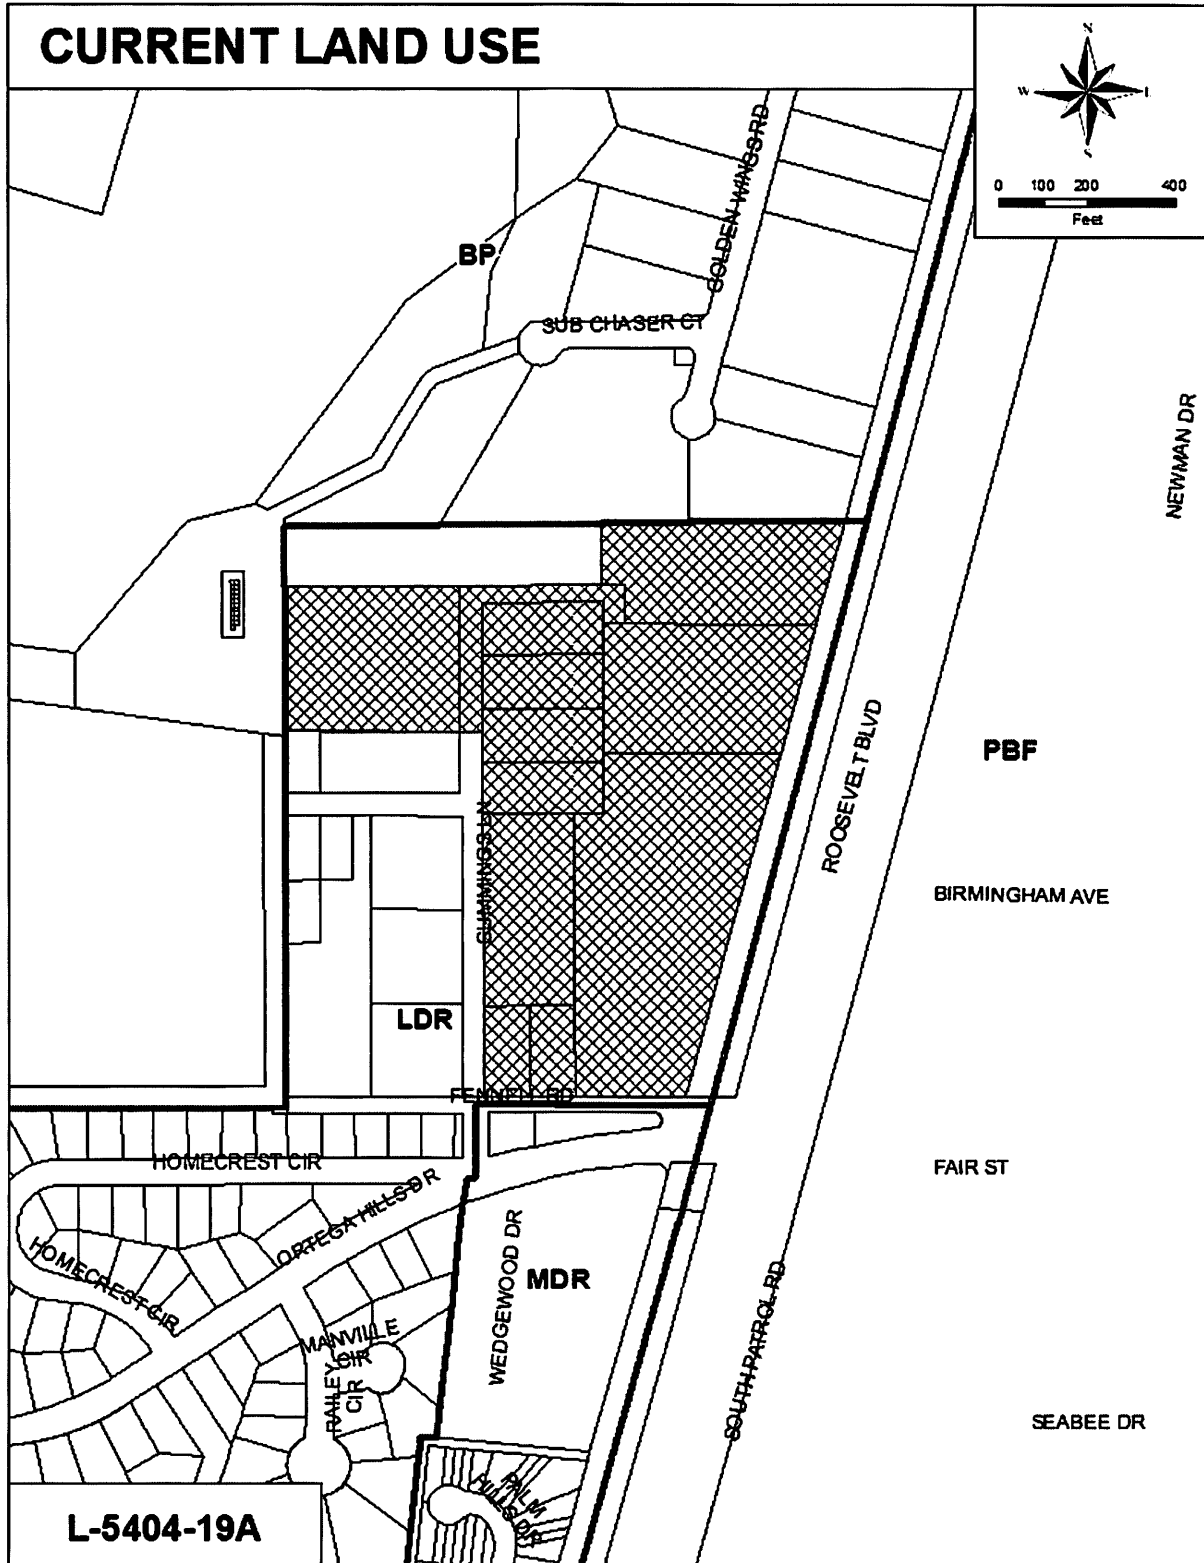 CURRENT LAND USE
N
W
S
0 100 200 400
Feet
GOLDEN WINGS RD
BP
SUB CHASER CT
NEWMAN DR
ROOSEVELT BLVD
PBF
BIRMINGHAM AVE
CUMMINGS LN
LDR
FENNELL RD
HOMECREST CIR
FAIR ST
ORTEGA HILLS DR
HOMECREST CIR
WEDGEWOOD DR
MDR
SOUTH PATROL RD
MANVILLE
CIR
BAILEY
CIR
SEABEE DR
PALM
HILLS DR
L-5404-19A